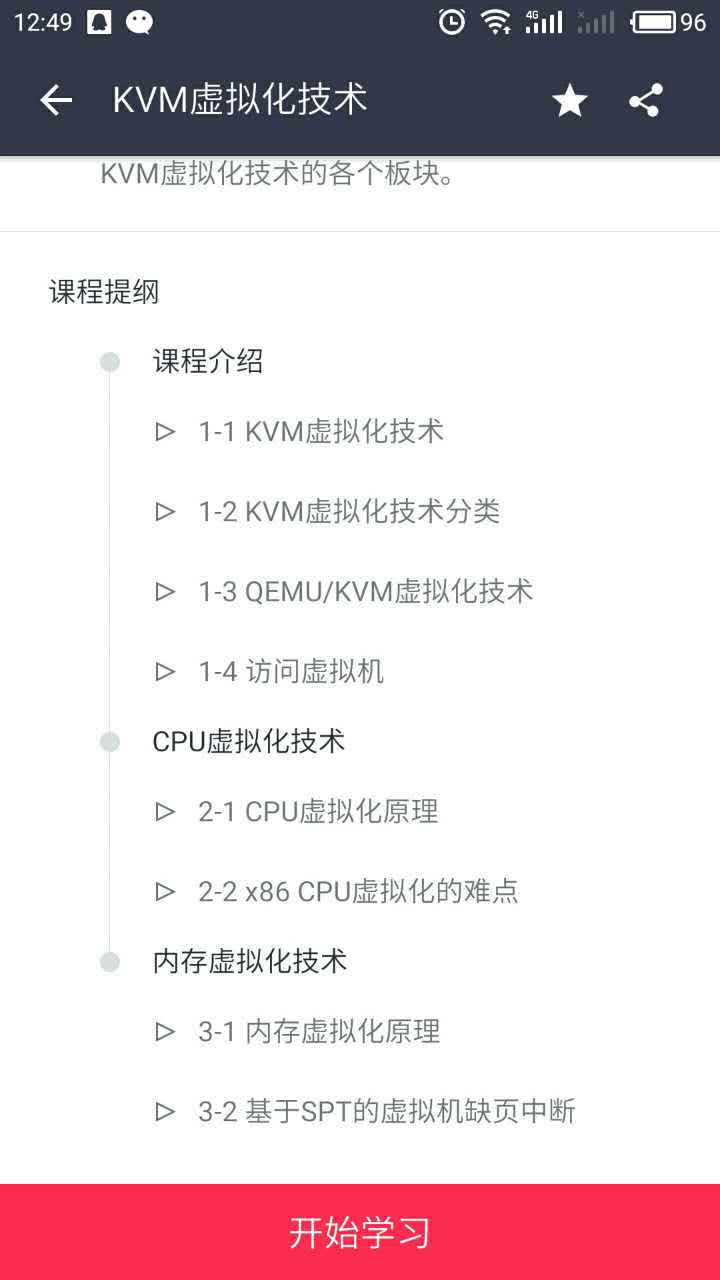 12:49
4G
96
KVM虚拟化技术
KVM虚拟化技术的各个板块。
课程提纲
课程介绍
1-1 KVM虚拟化技术
1-2 KVM虚拟化技术分类
1-3 QEMU/KVM虚拟化技术
1-4 访问虚拟机
CPU虚拟化技术
2-1 CPU虚拟化原理
2-2 x86 CPU虚拟化的难点
内存虚拟化技术
3-1 内存虚拟化原理
3-2 基于SPT的虚拟机缺页中断
开始学习